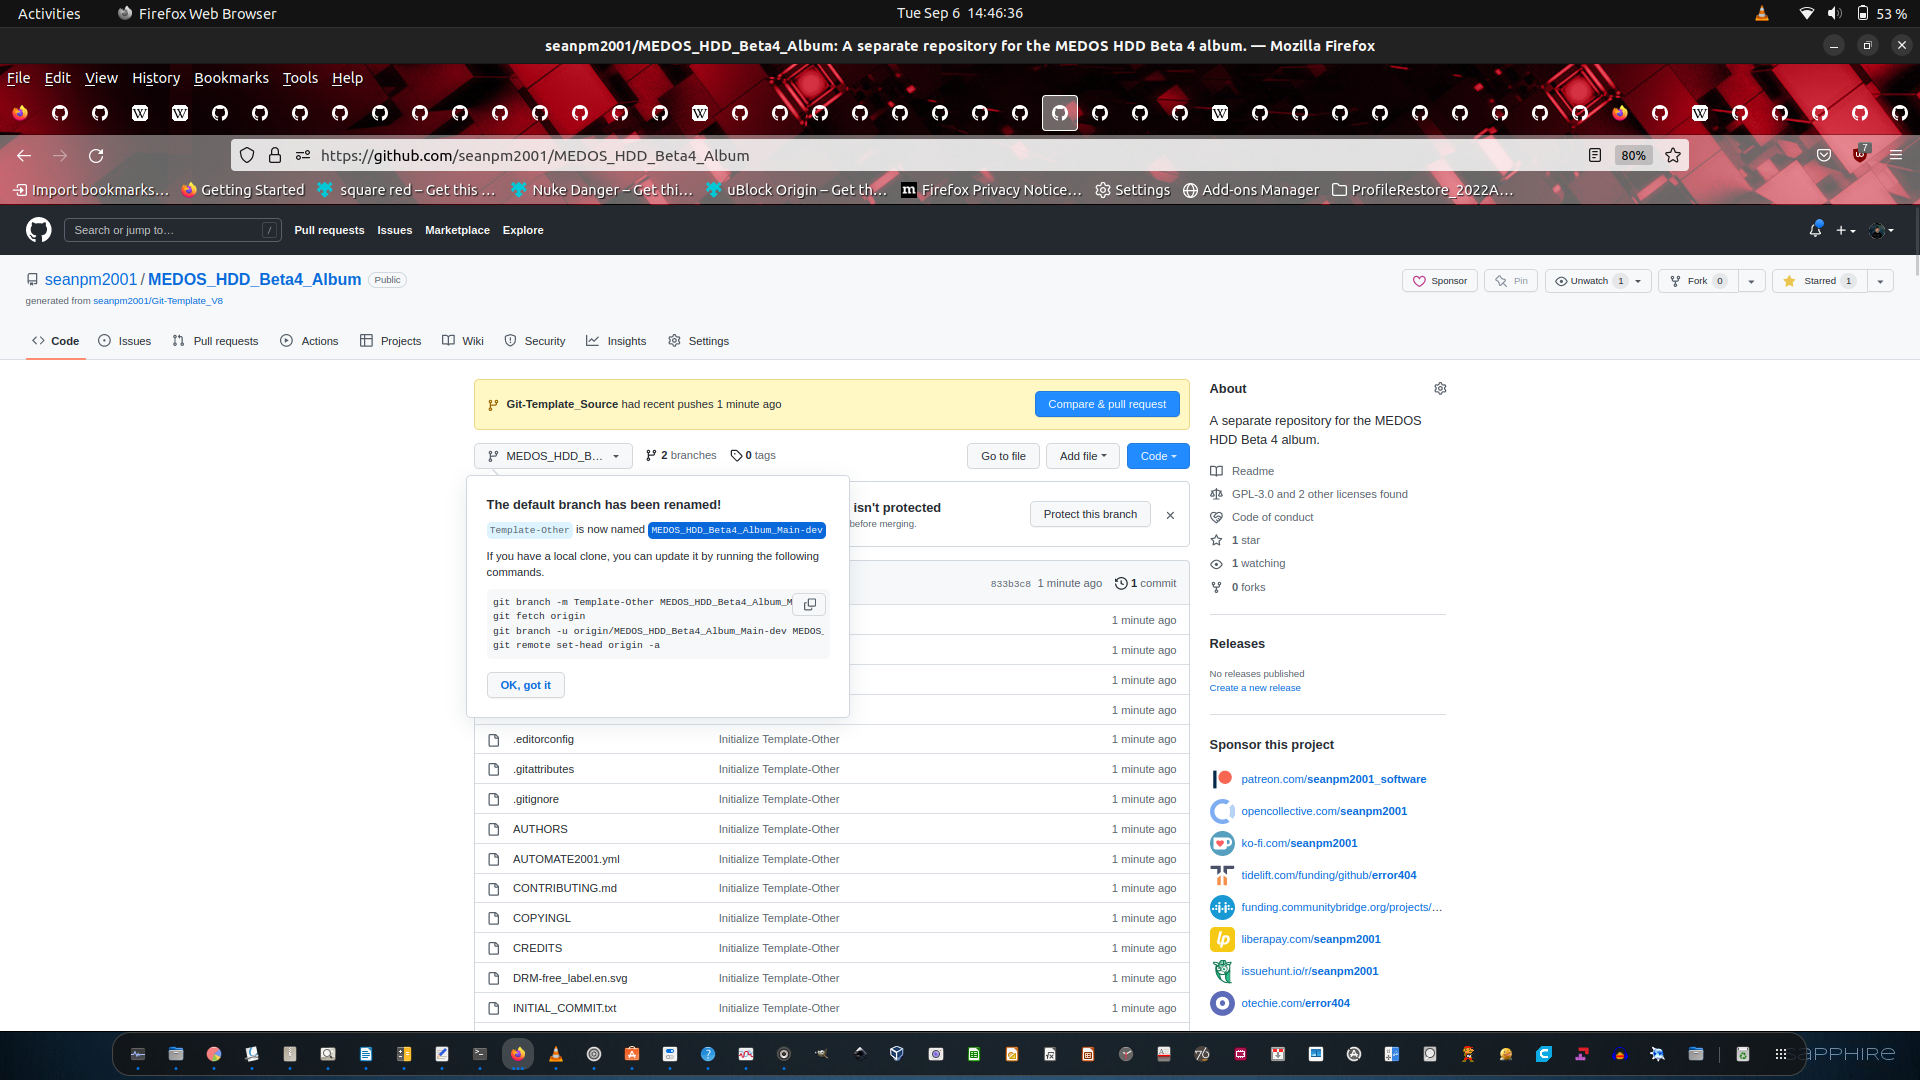 Activities
Firefox Web Browser
Tue Sep 6 14:46:36
53 %
seanpm2001/MEDOS_HDD_Beta4_Album: A separate repository for the MEDOS HDD Beta 4 album. — Mozilla Firefox
File Edit View History Bookmarks Tools Help
https://github.com/seanpm2001/MEDOS_HDD_Beta4_Album
80%
7
Import bookmarks…
Getting Started
square red – Get this …
Nuke Danger – Get thi…
uBlock Origin – Get th…
Firefox Privacy Notice…
Settings
Add-ons Manager
ProfileRestore_2022A…
Search or jump to…
/
Pull requests
Issues
Marketplace
Explore
seanpm2001 / MEDOS_HDD_Beta4_Album
Public
generated from seanpm2001/Git-Template_V8
Sponsor
Pin
Unwatch 1
Fork 0
Starred 1
Code
Issues
Pull requests
Actions
Projects
Wiki
Security
Insights
Settings
Git-Template_Source had recent pushes 1 minute ago
Compare & pull request
MEDOS_HDD_B…
2 branches
0 tags
Go to file
Add file
Code
The default branch has been renamed!
Template-Other is now named MEDOS_HDD_Beta4_Album_Main-dev
If you have a local clone, you can update it by running the following
commands.
git branch -m Template-Other MEDOS_HDD_Beta4_Album_M
git fetch origin
git branch -u origin/MEDOS_HDD_Beta4_Album_Main-dev MEDOS_
git remote set-head origin -a
OK, got it
isn't protected
before merging.
Protect this branch
833b3c8 1 minute ago
1 commit
1 minute ago
1 minute ago
1 minute ago
1 minute ago
.editorconfig Initialize Template-Other 1 minute ago
.gitattributes Initialize Template-Other 1 minute ago
.gitignore Initialize Template-Other 1 minute ago
AUTHORS Initialize Template-Other 1 minute ago
AUTOMATE2001.yml Initialize Template-Other 1 minute ago
CONTRIBUTING.md Initialize Template-Other 1 minute ago
COPYINGL Initialize Template-Other 1 minute ago
CREDITS Initialize Template-Other 1 minute ago
DRM-free_label.en.svg Initialize Template-Other 1 minute ago
INITIAL_COMMIT.txt Initialize Template-Other 1 minute ago
About
A separate repository for the MEDOS
HDD Beta 4 album.
Readme
GPL-3.0 and 2 other licenses found
Code of conduct
1 star
1 watching
0 forks
Releases
No releases published
Create a new release
Sponsor this project
patreon.com/seanpm2001_software
opencollective.com/seanpm2001
ko-fi.com/seanpm2001
tidelift.com/funding/github/error404
funding.communitybridge.org/projects/…
liberapay.com/seanpm2001
issuehunt.io/r/seanpm2001
otechie.com/error404
SAPPHIRE